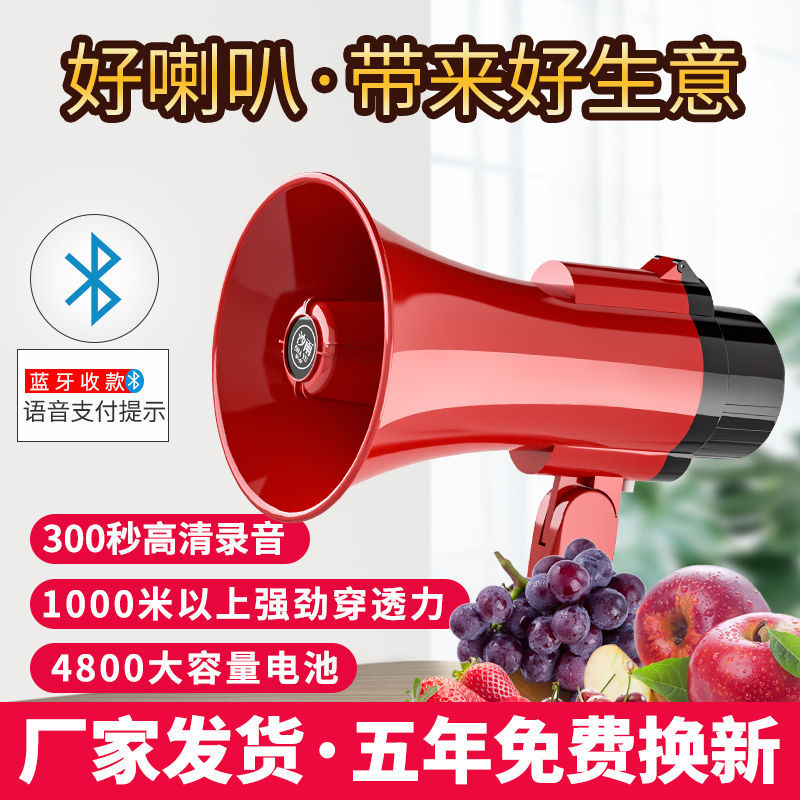 好喇叭·带来好生意
蓝牙收款
语音支付提示
300秒高清录音
1000米以上强劲穿透力
4800大容量电池
厂家发货·五年免费换新